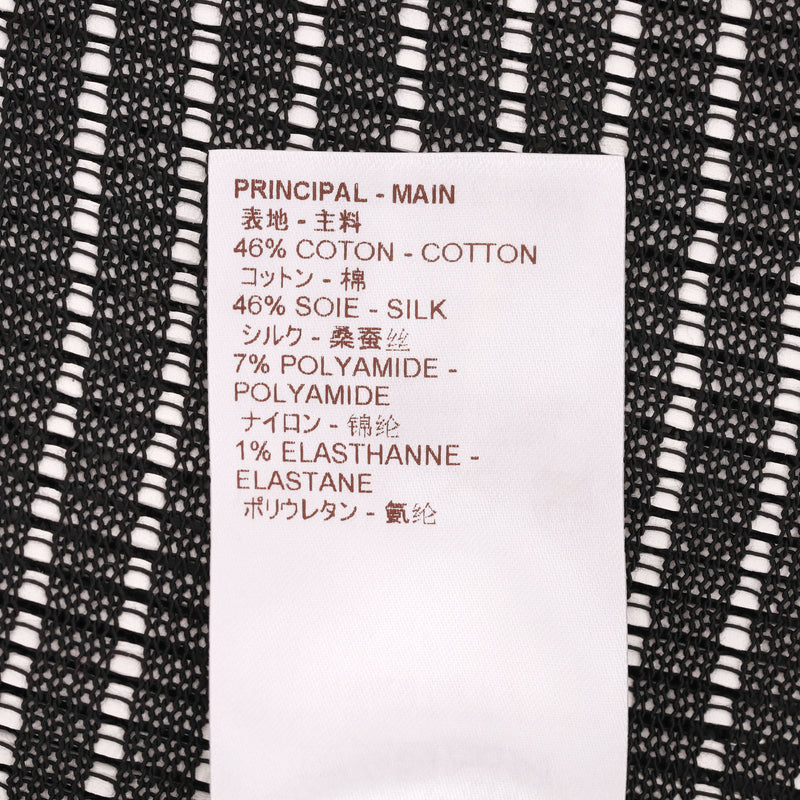 PRINCIPAL - MAIN
表地 - 主料
46% COTON - COTTON
コットン - 棉
46% SOIE - SILK
シルク - 桑蚕丝
7% POLYAMIDE -
POLYAMIDE
ナイロン - 锦纶
1% ELASTHANNE -
ELASTANE
ポリウレタン - 氨纶